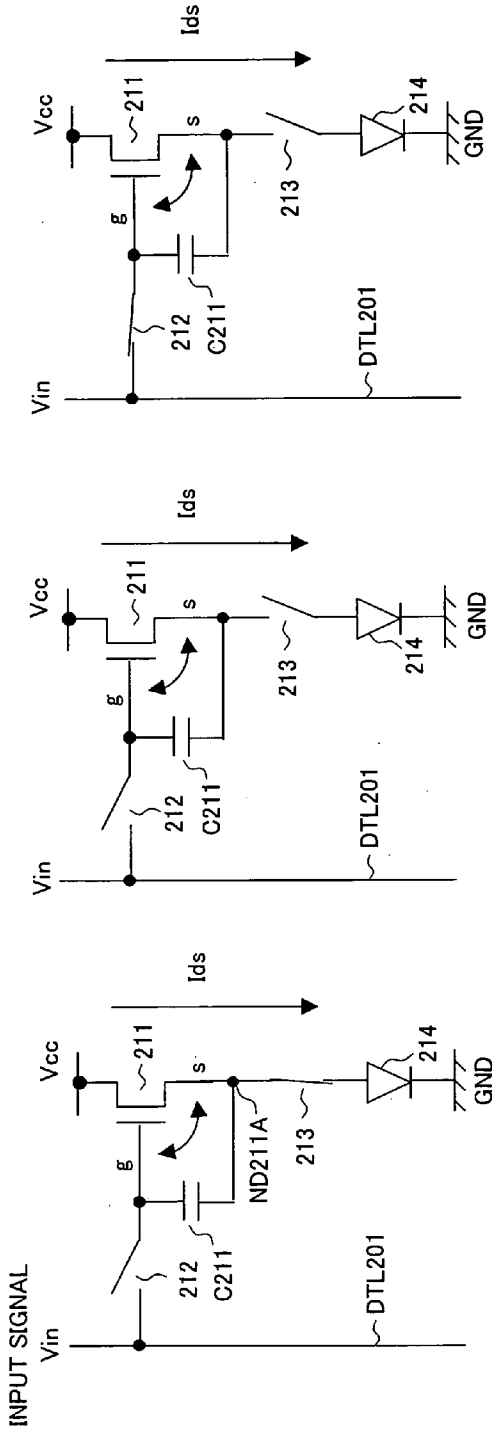 INPUT SIGNAL
Vin
Vcc
211
g
s
Ids
212
C211
ND211A
213
214
DTL201
GND
Vin
Vcc
211
g
s
Ids
212
C211
213
214
DTL201
GND
Vin
Vcc
211
g
s
Ids
212
C211
213
214
DTL201
GND